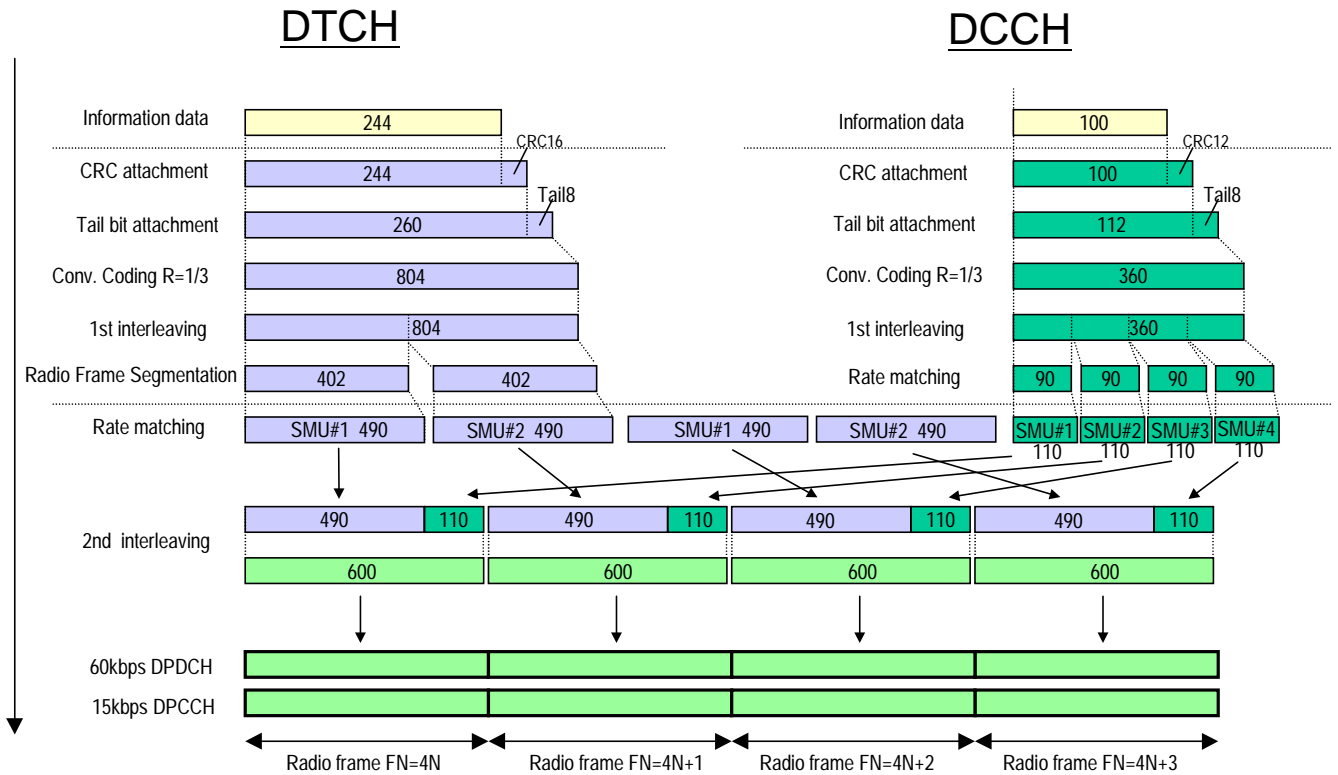 DTCH DCCH
Information data 244 Information data 100
CRC16 CRC12
CRC attachment 244 CRC attachment 100
Tail8 Tail8
Tail bit attachment 260 Tail bit attachment 112
Conv. Coding R=1/3 804 Conv. Coding R=1/3 360
1st interleaving 804 1st interleaving 360
Radio Frame Segmentation 402 402 Rate matching 90 90 90 90
Rate matching SMU#1 490 SMU#2 490 SMU#1 490 SMU#2 490 SMU#1 SMU#2 SMU#3 SMU#4
110 110 110 110
490 110 490 110 490 110 490 110
2nd interleaving
600 600 600 600
60kbps DPDCH
15kbps DPCCH
Radio frame FN=4N Radio frame FN=4N+1 Radio frame FN=4N+2 Radio frame FN=4N+3